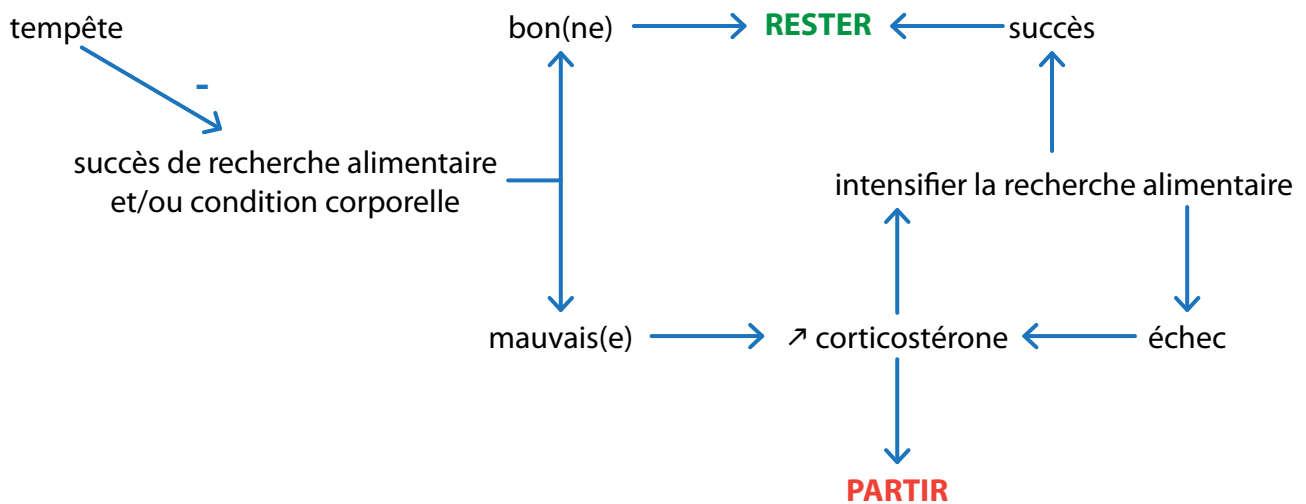 tempête
bon(ne)
RESTER
succès
-
succès de recherche alimentaire
et/ou condition corporelle
intensifier la recherche alimentaire
mauvais(e)
↗ corticostérone
échec
PARTIR